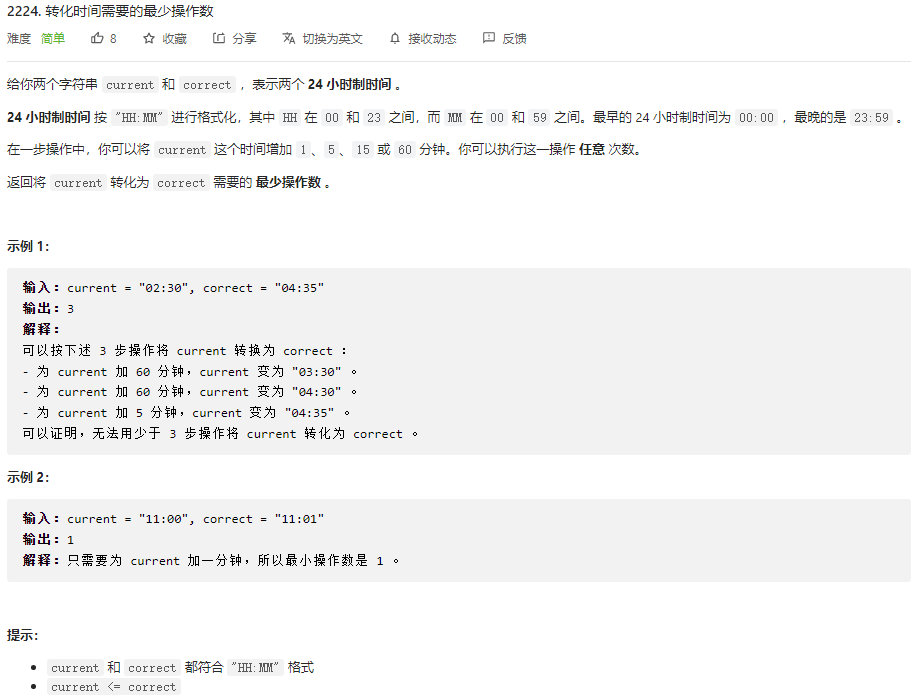 2224. 转化时间需要的最少操作数
难度 简单 8 收藏 分享 切换为英文 接收动态 反馈
给你两个字符串 current 和 correct ，表示两个 24 小时制时间 。
24 小时制时间 按 "HH:MM" 进行格式化，其中 HH 在 00 和 23 之间，而 MM 在 00 和 59 之间。最早的 24 小时制时间为 00:00 ，最晚的是 23:59 。
在一步操作中，你可以将 current 这个时间增加 1 、 5 、 15 或 60 分钟。你可以执行这一操作 任意 次数。
返回将 current 转化为 correct 需要的 最少操作数 。
示例 1：
输入：current = "02:30", correct = "04:35"
输出：3
解释：
可以按下述 3 步操作将 current 转换为 correct ：
- 为 current 加 60 分钟，current 变为 "03:30" 。
- 为 current 加 60 分钟，current 变为 "04:30" 。
- 为 current 加 5 分钟，current 变为 "04:35" 。
可以证明，无法用少于 3 步操作将 current 转化为 correct 。
示例 2：
输入：current = "11:00", correct = "11:01"
输出：1
解释：只需要为 current 加一分钟，所以最小操作数是 1 。
提示：
current 和 correct 都符合 "HH:MM" 格式
current <= correct